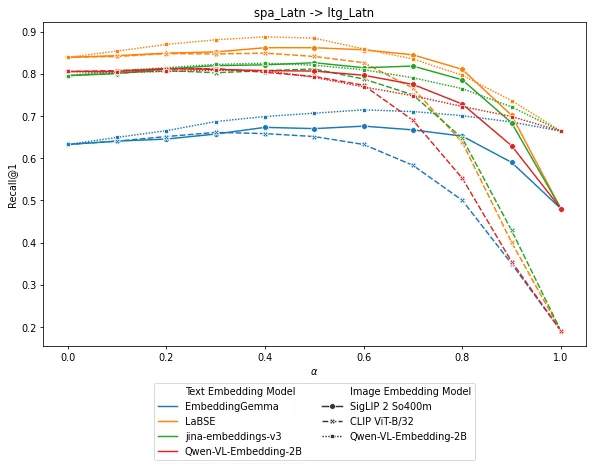 spa_Latn -> ltg_Latn
0.9
0.8
0.7
0.6
0.5
0.4
0.3
0.2
Recall@1
0.0 0.2 0.4 0.6 0.8 1.0
α
Text Embedding Model Image Embedding Model
EmbeddingGemma SigLIP 2 So400m
LaBSE CLIP ViT-B/32
jina-embeddings-v3 Qwen-VL-Embedding-2B
Qwen-VL-Embedding-2B